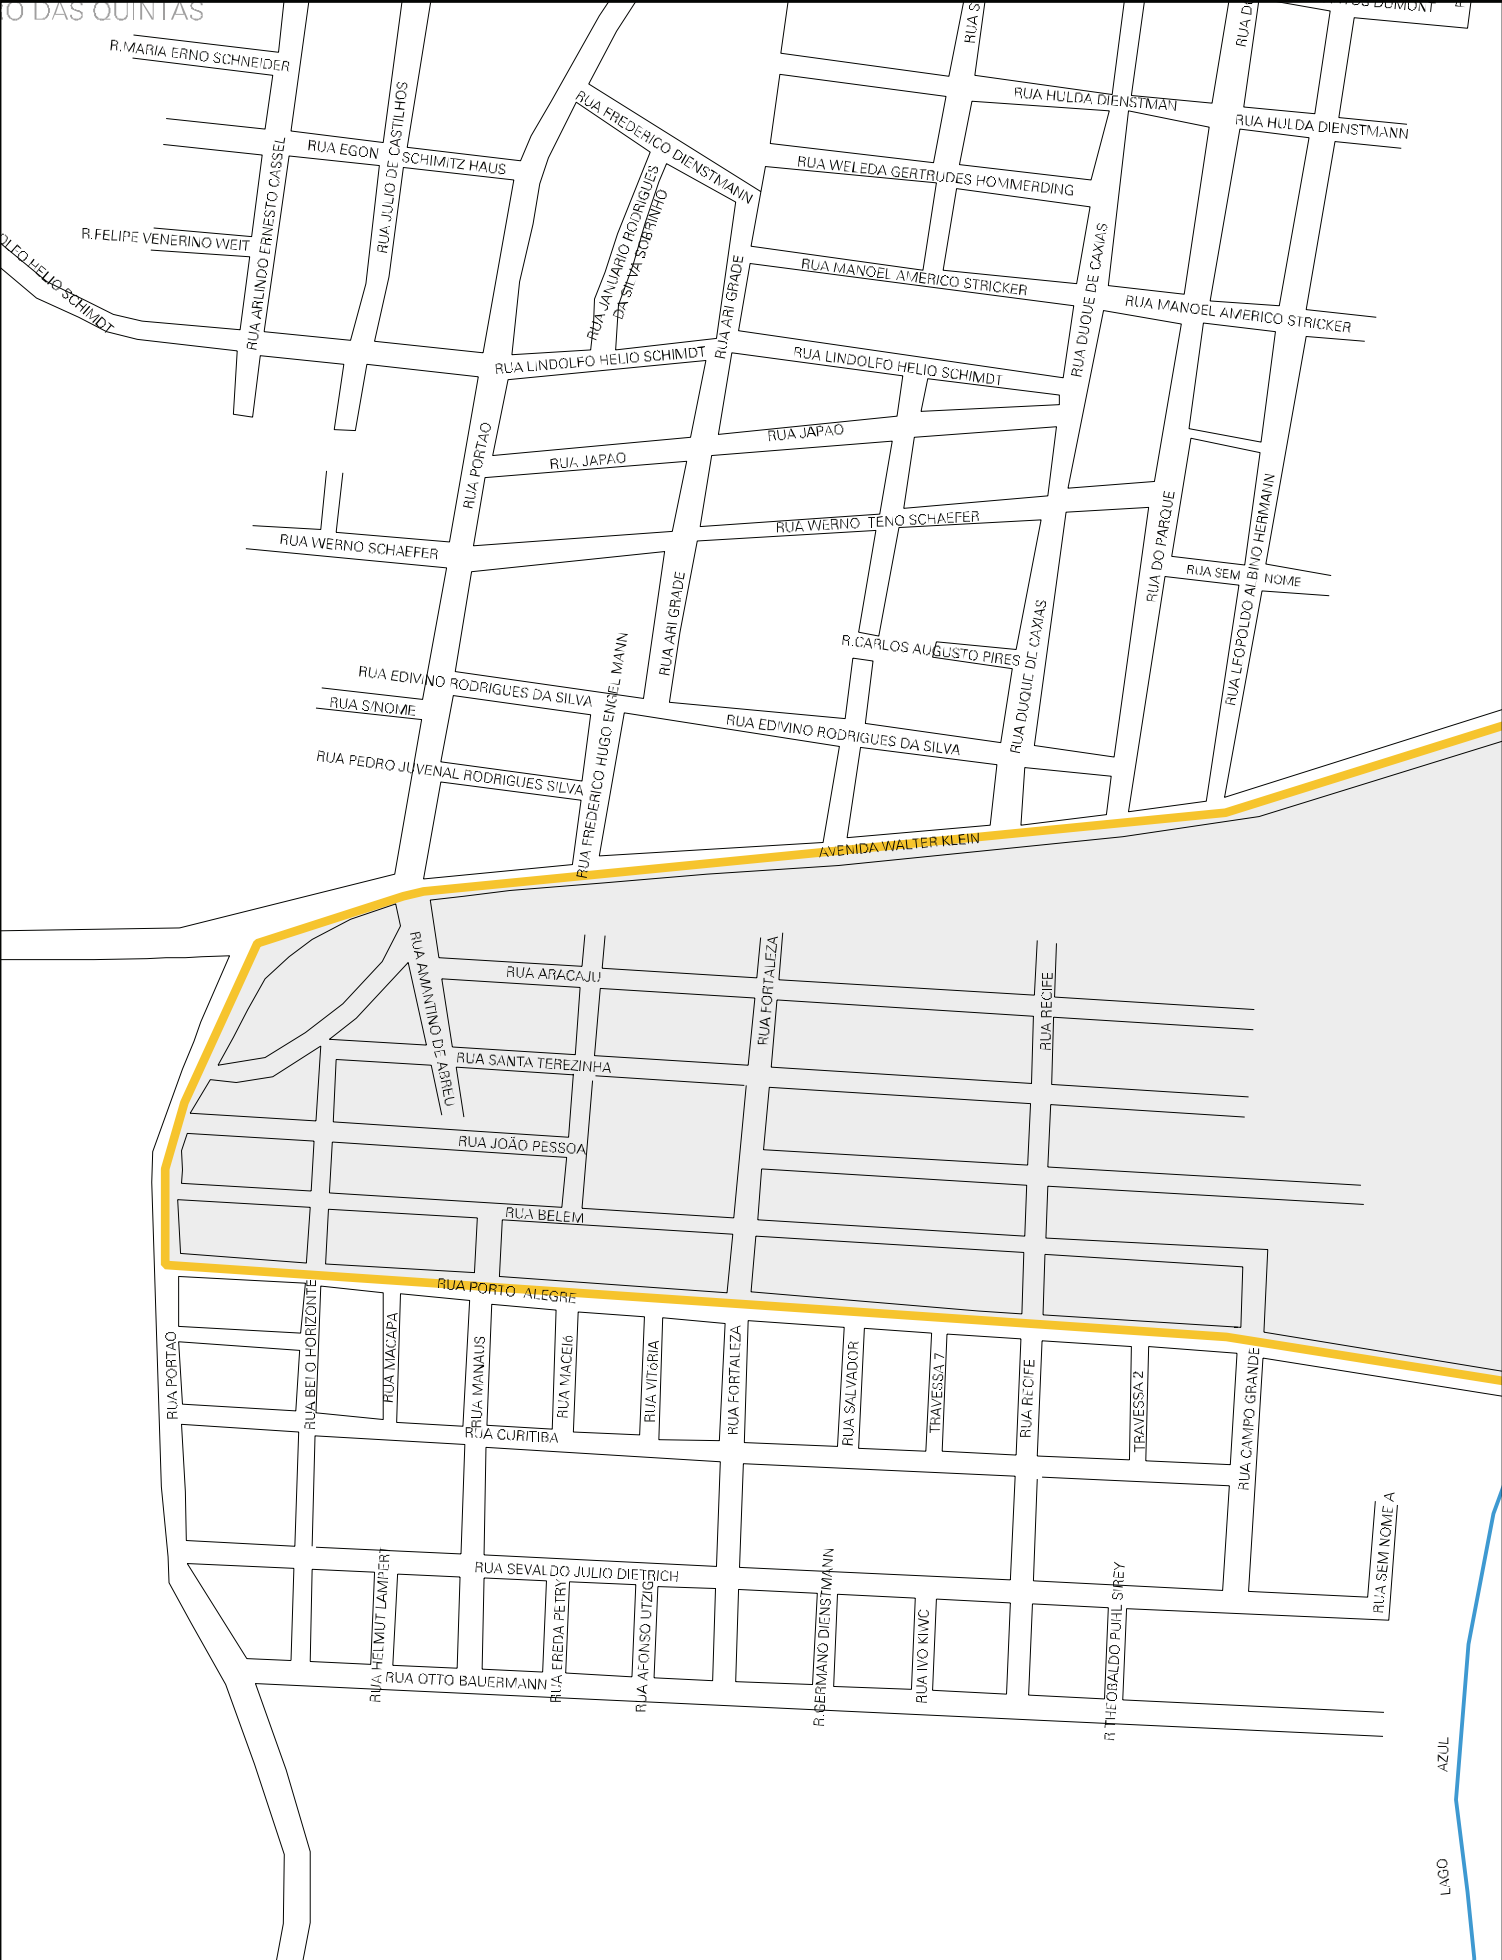 O DAS QUINTAS
R.MARIA ERNO SCHNEIDER
RUA HULDA DIENSTMAN
RUA HULDA DIENSTMANN
RUA EGON SCHIMITZ HAUS
RUA JULIO DE CASTILHOS
RUA FREDERICO DIENSTMANN
RUA WELEDA GERTRUDES HOMMERDING
RUA ARLINDO ERNESTO CASSEL
R.FELIPE VENERINO WEIT
OLFO HELIO SCHIMDT
RUA JANUARIO RODRIGUES
DA SILVA SOBRINHO
RUA ARI GRADE
RUA MANOEL AMERICO STRICKER
RUA DUQUE DE CAXIAS
RUA MANOEL AMERICO STRICKER
RUA LINDOLFO HELIO SCHIMDT
RUA LINDOLFO HELIO SCHIMDT
RUA JAPAO
RUA JAPAO
RUA PORTAO
RUA WERNO TENO SCHAEFER
RUA WERNO SCHAEFER
RUA DO PARQUE
RUA LEOPOLDO ALBINO HERMANN
RUA SEM NOME
RUA ARI GRADE
R.CARLOS AUGUSTO PIRES
RUA DUQUE DE CAXIAS
RUA EDIVINO RODRIGUES DA SILVA
RUA S/NOME
RUA FREDERICO HUGO ENGEL MANN
RUA EDIVINO RODRIGUES DA SILVA
RUA PEDRO JUVENAL RODRIGUES SILVA
AVENIDA WALTER KLEIN
RUA AMANTINO DE ABREU
RUA ARACAJU
RUA FORTALEZA
RUA RECIFE
RUA SANTA TEREZINHA
RUA JOÃO PESSOA
RUA BELEM
RUA PORTO ALEGRE
RUA PORTAO
RUA BELO HORIZONTE
RUA MACAPA
RUA MANAUS
RUA MACEIó
RUA VITóRIA
RUA FORTALEZA
RUA SALVADOR
TRAVESSA 7
RUA RECIFE
TRAVESSA 2
RUA CAMPO GRANDE
RUA CURITIBA
RUA SEM NOME A
RUA SEVALDO JULIO DIETRICH
RUA HELMUT LAMPERT
RUA EREDA PETRY
RUA AFONSO UTZIG
R.GERMANO DIENSTMANN
RUA IVO KIWC
R THEOBALDO PUHL SIREY
RUA OTTO BAUERMANN
LAGO AZUL